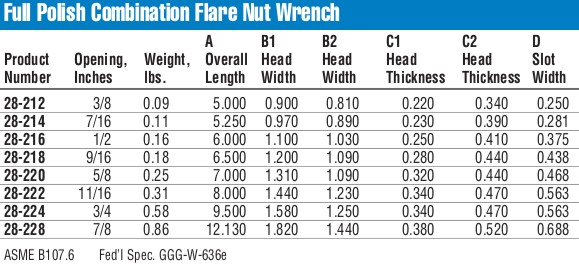 Full Polish Combination Flare Nut Wrench
A B1 B2 C1 C2 D
Product Opening, Weight, Overall Head Head Head Head Slot
Number Inches lbs. Length Width Width Thickness Thickness Width
28-212 3/8 0.09 5.000 0.900 0.810 0.220 0.340 0.250
28-214 7/16 0.11 5.250 0.970 0.890 0.230 0.390 0.281
28-216 1/2 0.16 6.000 1.100 1.030 0.250 0.410 0.375
28-218 9/16 0.18 6.500 1.200 1.090 0.280 0.440 0.438
28-220 5/8 0.25 7.000 1.310 1.090 0.320 0.440 0.468
28-222 11/16 0.31 8.000 1.440 1.230 0.340 0.470 0.563
28-224 3/4 0.58 9.500 1.580 1.250 0.340 0.470 0.563
28-228 7/8 0.86 12.130 1.820 1.440 0.380 0.520 0.688
ASME B107.6 Fed'l Spec. GGG-W-636e